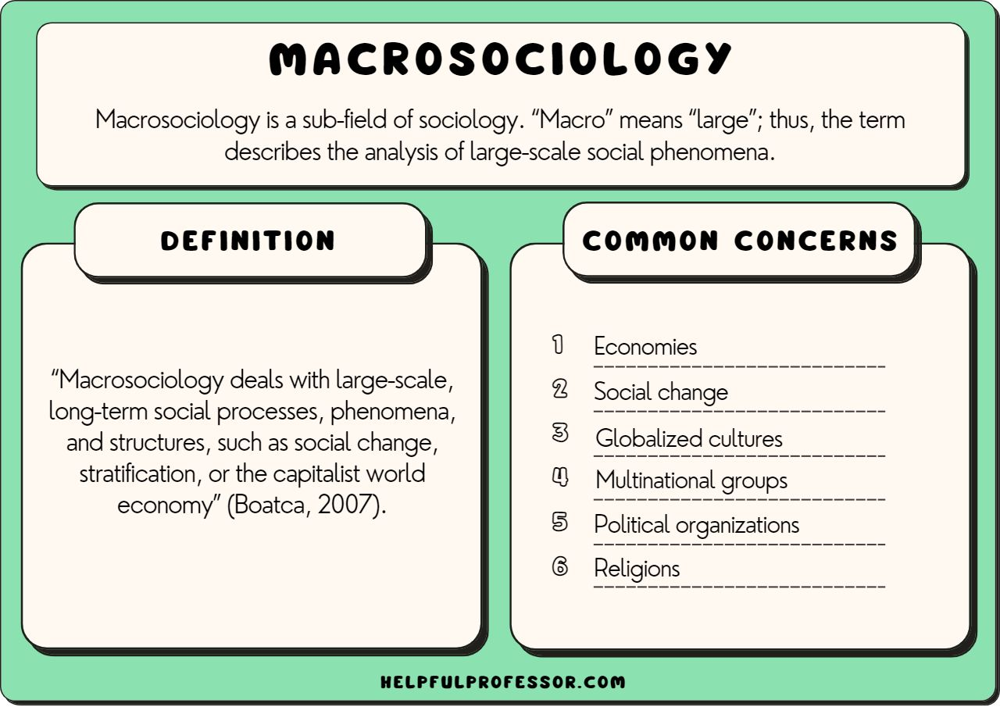 MACROSOCIOLOGY
Macrosociology is a sub-field of sociology. “Macro” means “large”; thus, the term
describes the analysis of large-scale social phenomena.
DEFINITION
“Macrosociology deals with large-scale,
long-term social processes, phenomena,
and structures, such as social change,
stratification, or the capitalist world
economy” (Boatca, 2007).
COMMON CONCERNS
1 Economies
2 Social change
3 Globalized cultures
4 Multinational groups
5 Political organizations
6 Religions
HELPFULPROFESSOR.COM